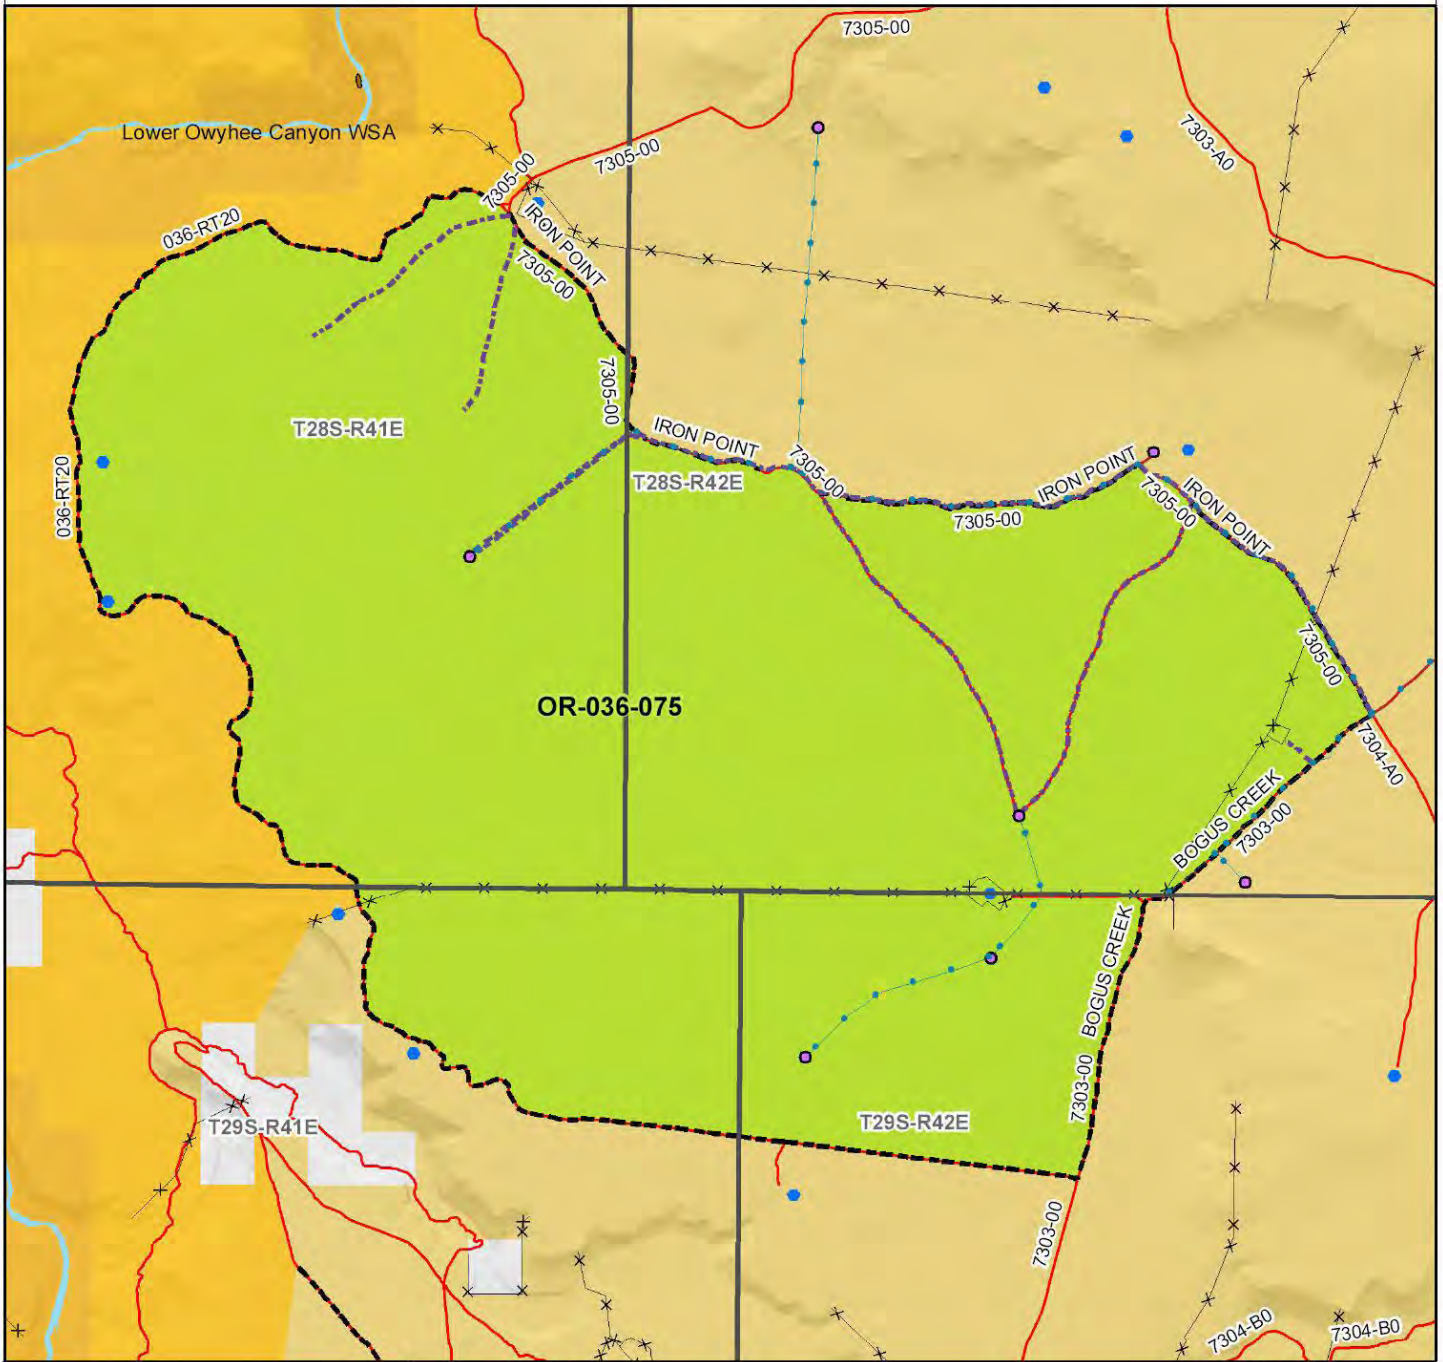 7305-00
7303-A0
Lower Owyhee Canyon WSA
7305-00
7305-00
036-RT20
IRON POINT
7305-00
7305-00
T28S-R41E
IRON POINT
036-RT20
T28S-R42E
7305-00
IRON POINT
7305-00
7305-00
IRON POINT
7305-00
OR-036-075
7304-A0
BOGUS CREEK
7303-00
BOGUS CREEK
7303-00
T29S-R41E
T29S-R42E
7303-00
7304-B0
7304-B0